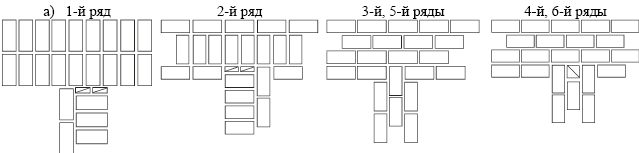 а) 1-й ряд
2-й ряд
3-й, 5-й ряды
4-й, 6-й ряды